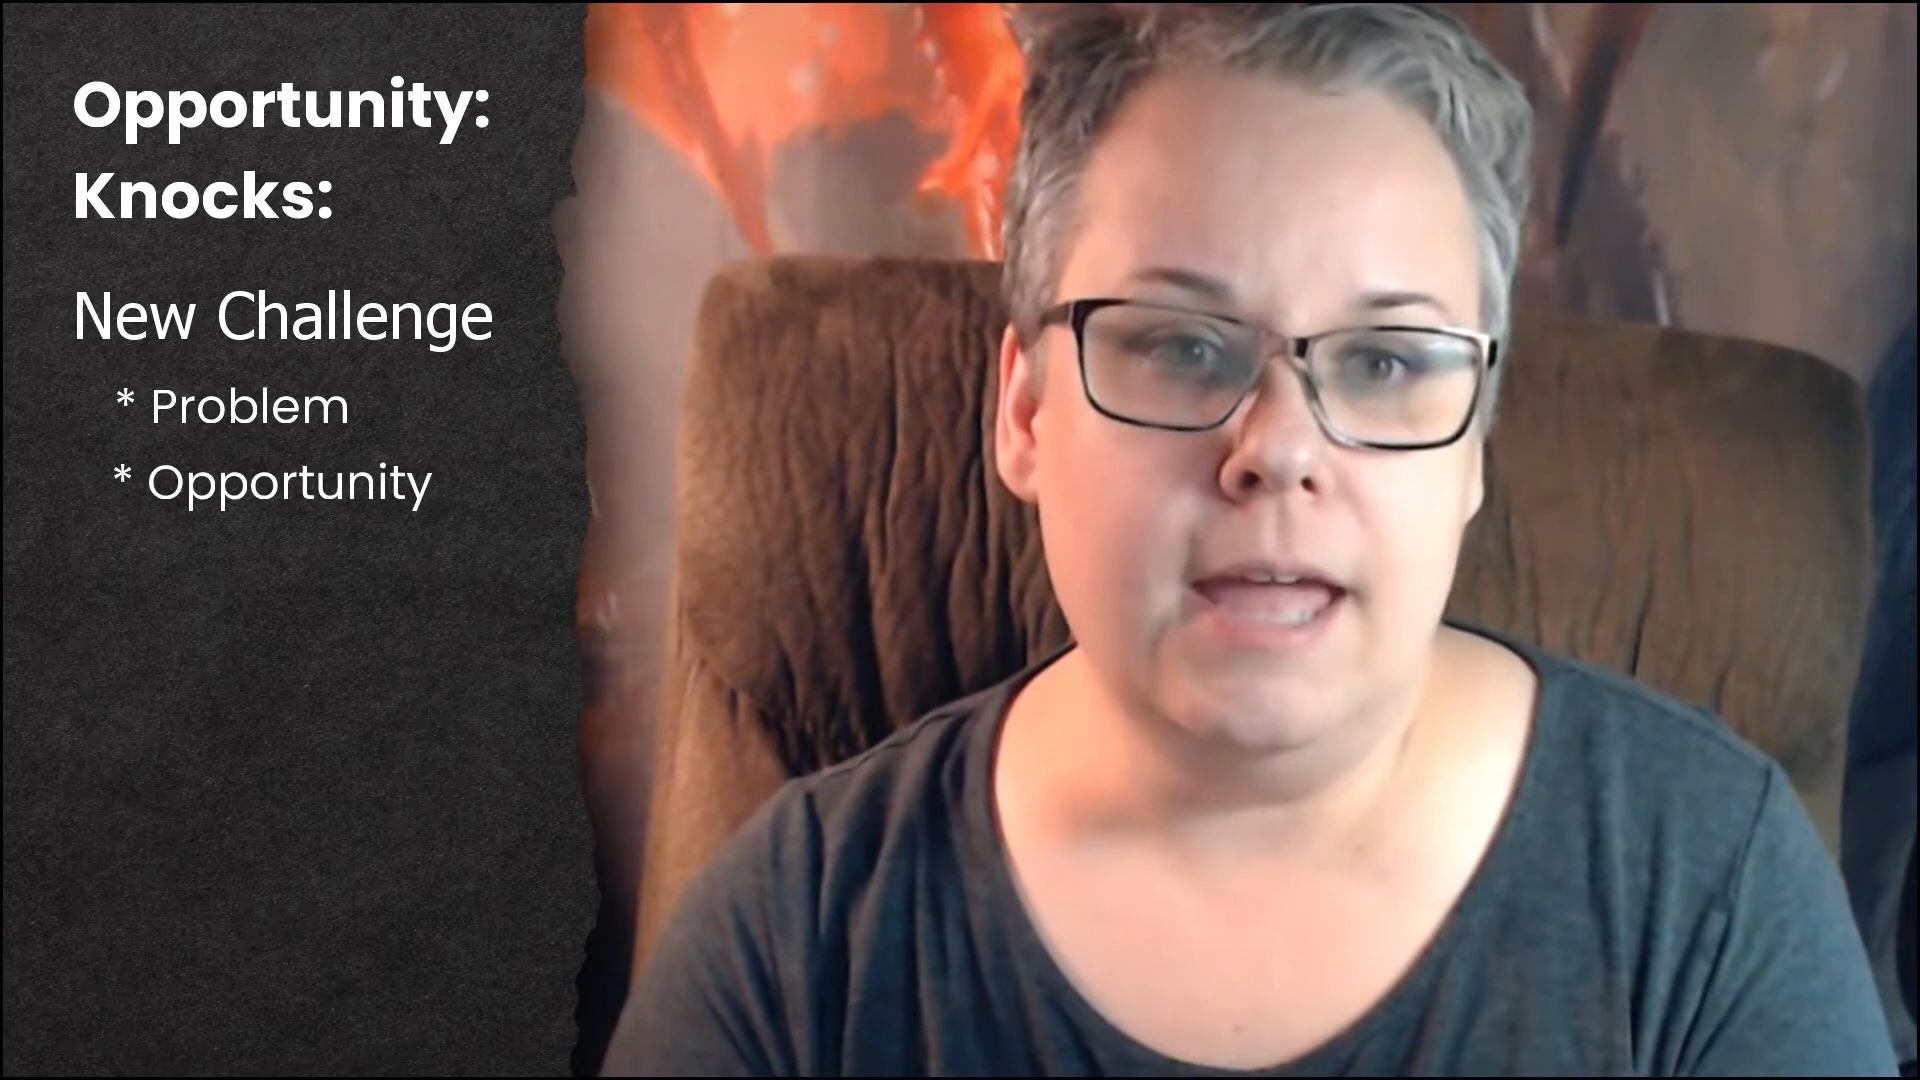 Opportunity:
Knocks:
New Challenge
* Problem
* Opportunity